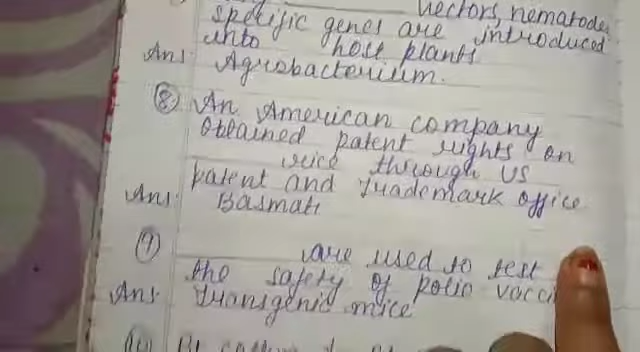 vectors, nematode
specific genes are introduced
into host plants
Ans: Agrobacterium.
(8) An American company
obtained patent rights on
rice through US
patent and trademark office
Ans: Basmati
(9) are used to test
the safety of polio vacci
Ans: transgenic mice